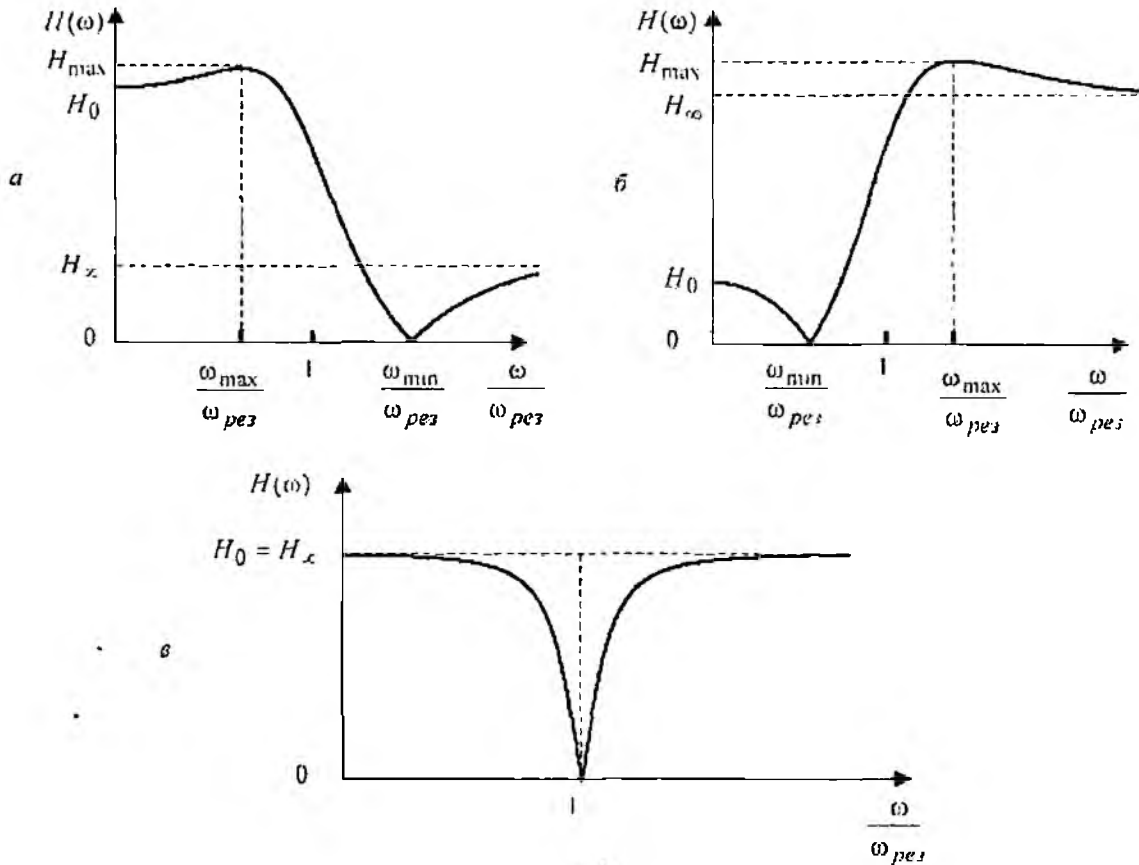 H(ω)
H_max
H_0
а
H_∞
0
ω_max/ω_рез
1
ω_min/ω_рез
ω/ω_рез
H(ω)
H_max
H_∞
б
H_0
0
ω_min/ω_рез
1
ω_max/ω_рез
ω/ω_рез
H(ω)
H_0 = H_∞
в
0
1
ω/ω_рез